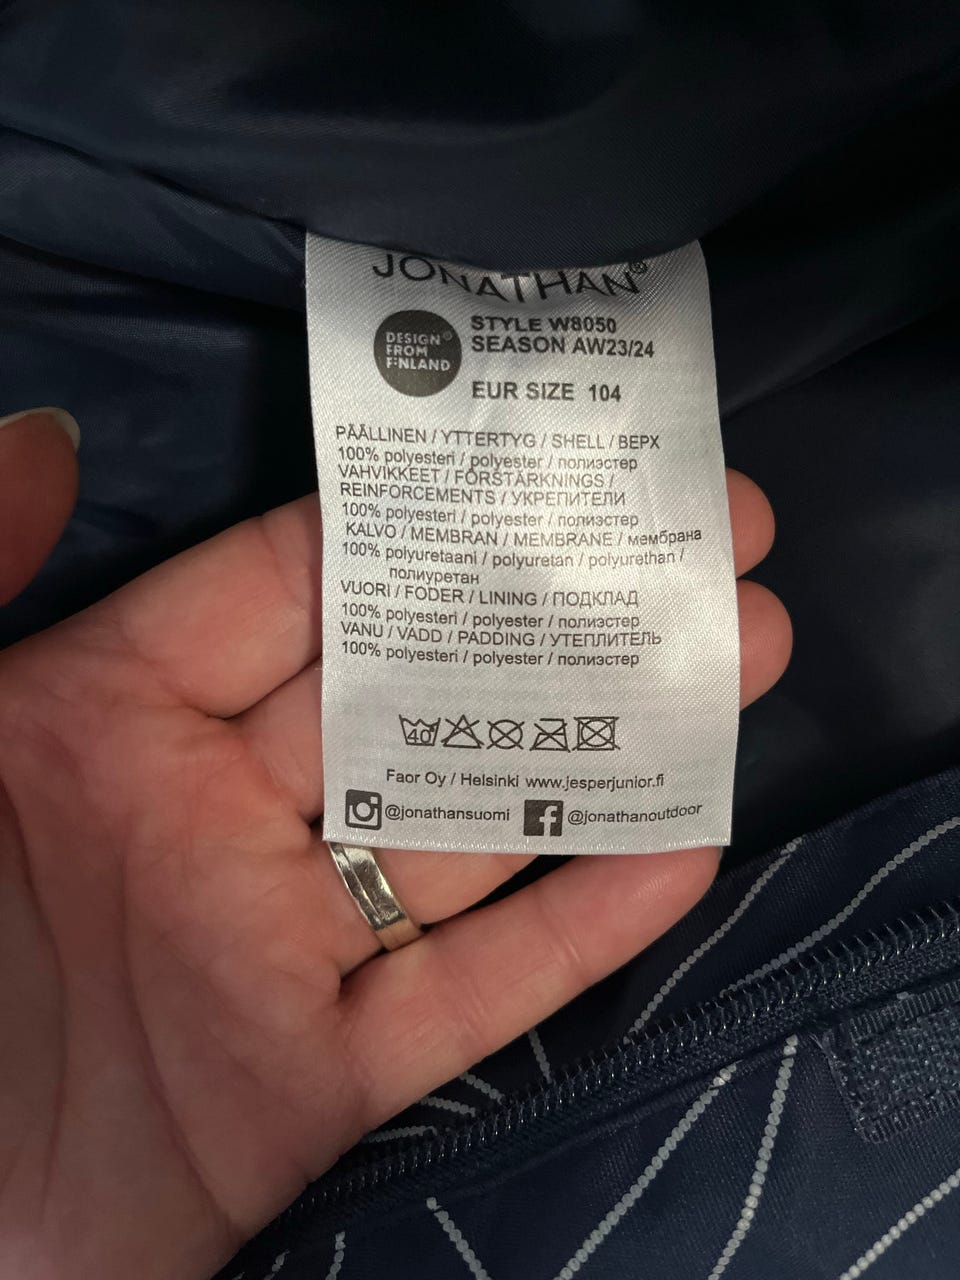 JONATHAN®
DESIGN®
FROM
F!NLAND
STYLE W8050
SEASON AW23/24
EUR SIZE 104
PÄÄLLINEN / YTTERTYG / SHELL / ВЕРХ
100% polyesteri / polyester / полиэстер
VAHVIKKEET / FÖRSTÄRKNINGS /
REINFORCEMENTS / УКРЕПИТЕЛИ
100% polyesteri / polyester / полиэстер
KALVO / MEMBRAN / MEMBRANE / мембрана
100% polyuretaani / polyuretan / polyurethan /
полиуретан
VUORI / FODER / LINING / ПОДКЛАД
100% polyesteri / polyester / полиэстер
VANU / VADD / PADDING / УТЕПЛИТЕЛЬ
100% polyesteri / polyester / полиэстер
40
Faor Oy / Helsinki www.jesperjunior.fi
@jonathansuomi @jonathanoutdoor